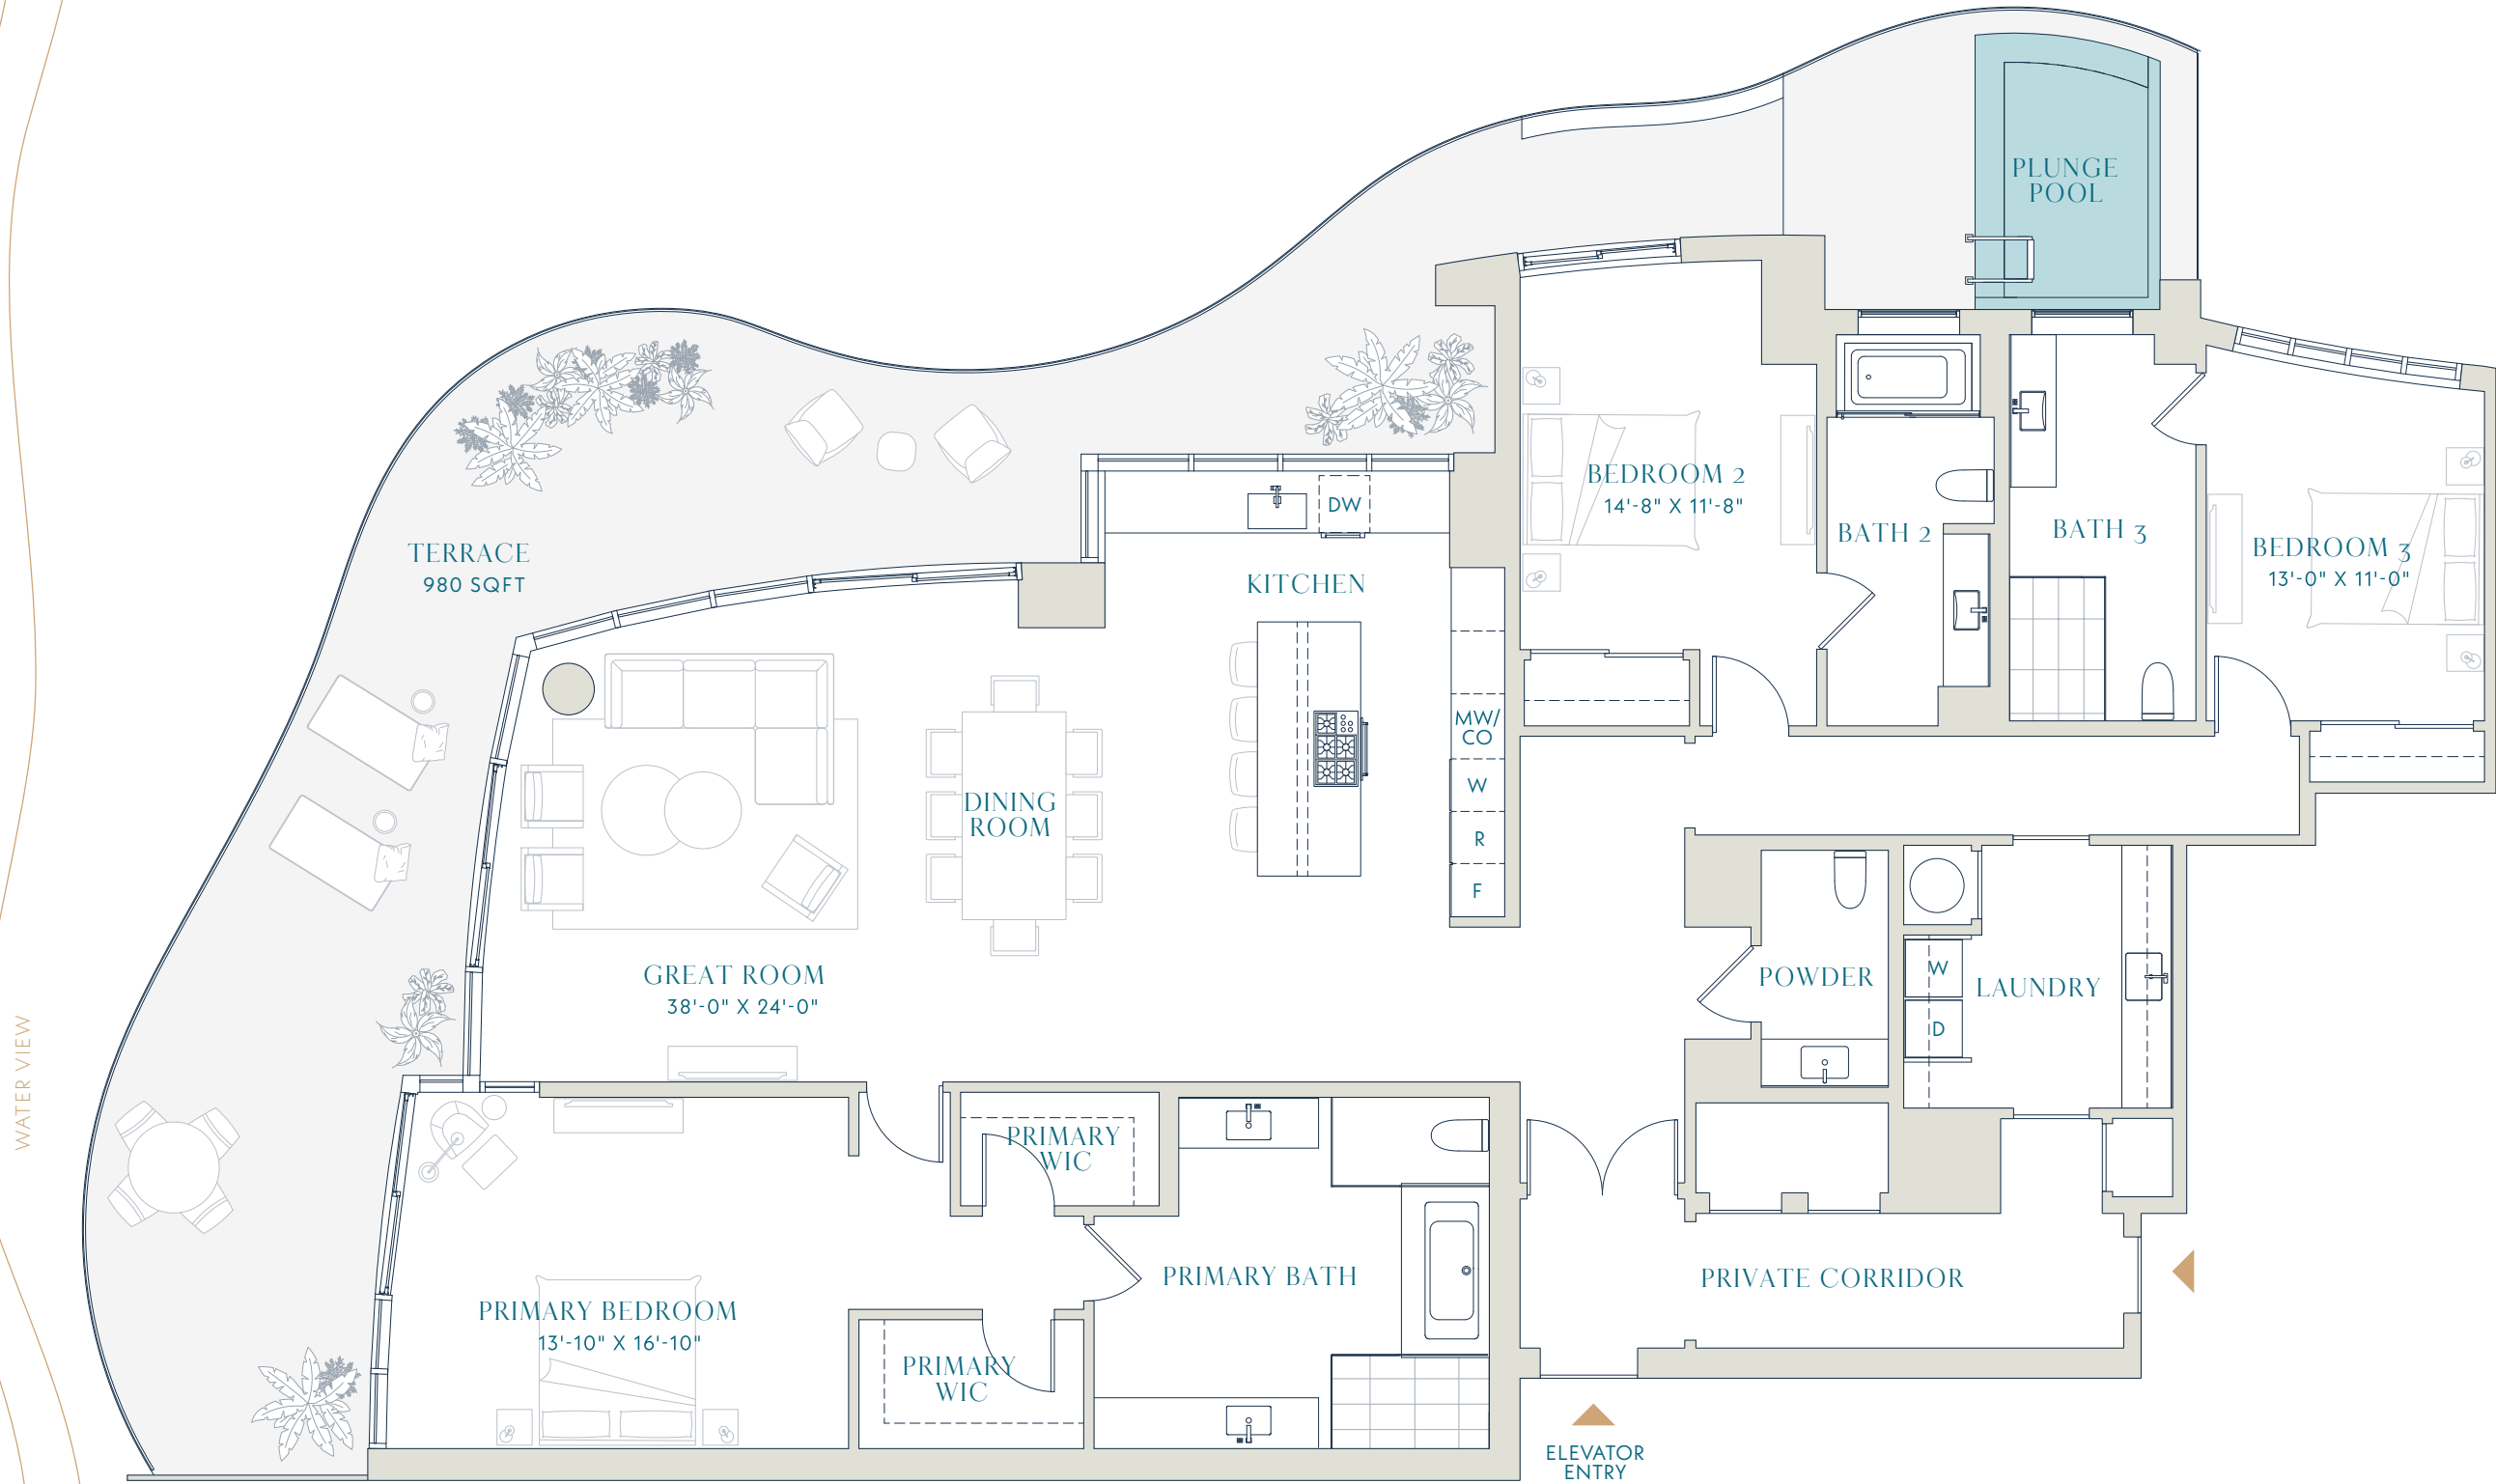 PLUNGE
POOL
BEDROOM 2
14'-8" X 11'-8"
DW
BATH 2
BATH 3
BEDROOM 3
13'-0" X 11'-0"
TERRACE
980 SQFT
KITCHEN
MW/
CO
W
R
F
DINING
ROOM
GREAT ROOM
38'-0" X 24'-0"
POWDER
W
D
LAUNDRY
WATER VIEW
PRIMARY
WIC
PRIMARY BATH
PRIVATE CORRIDOR
PRIMARY BEDROOM
13'-10" X 16'-10"
PRIMARY
WIC
ELEVATOR
ENTRY